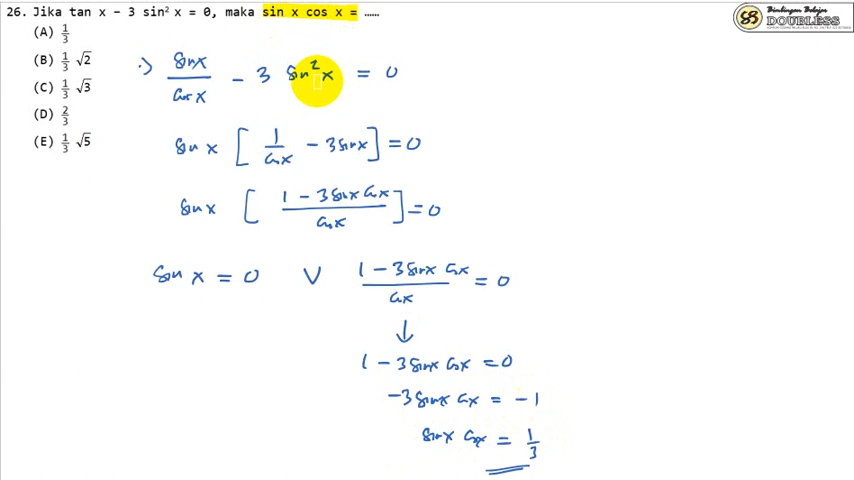 26. Jika tan x - 3 sin² x = 0, maka sin x cos x = ……
(A) 1/3
(B) 1/3 √2
(C) 1/3 √3
(D) 2/3
(E) 1/3 √5
Bimbingan Belajar
DOUBLESS
sin x / cos x - 3 sin² x = 0
sin x [ 1 / cos x - 3 sin x ] = 0
sin x [ (1 - 3 sin x cos x) / cos x ] = 0
sin x = 0 ∨ (1 - 3 sin x cos x) / cos x = 0
↓
1 - 3 sin x cos x = 0
-3 sin x cos x = -1
sin x cos x = 1/3